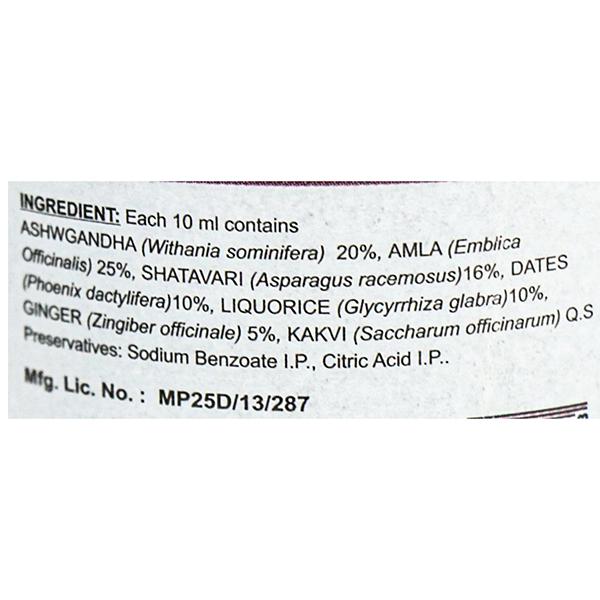 INGREDIENT: Each 10 ml contains
ASHWGANDHA (Withania sominifera) 20%, AMLA (Emblica
Officinalis) 25%, SHATAVARI (Asparagus racemosus)16%, DATES
(Phoenix dactylifera)10%, LIQUORICE (Glycyrrhiza glabra)10%,
GINGER (Zingiber officinale) 5%, KAKVI (Saccharum officinarum) Q.S
Preservatives: Sodium Benzoate I.P., Citric Acid I.P..
Mfg. Lic. No. : MP25D/13/287